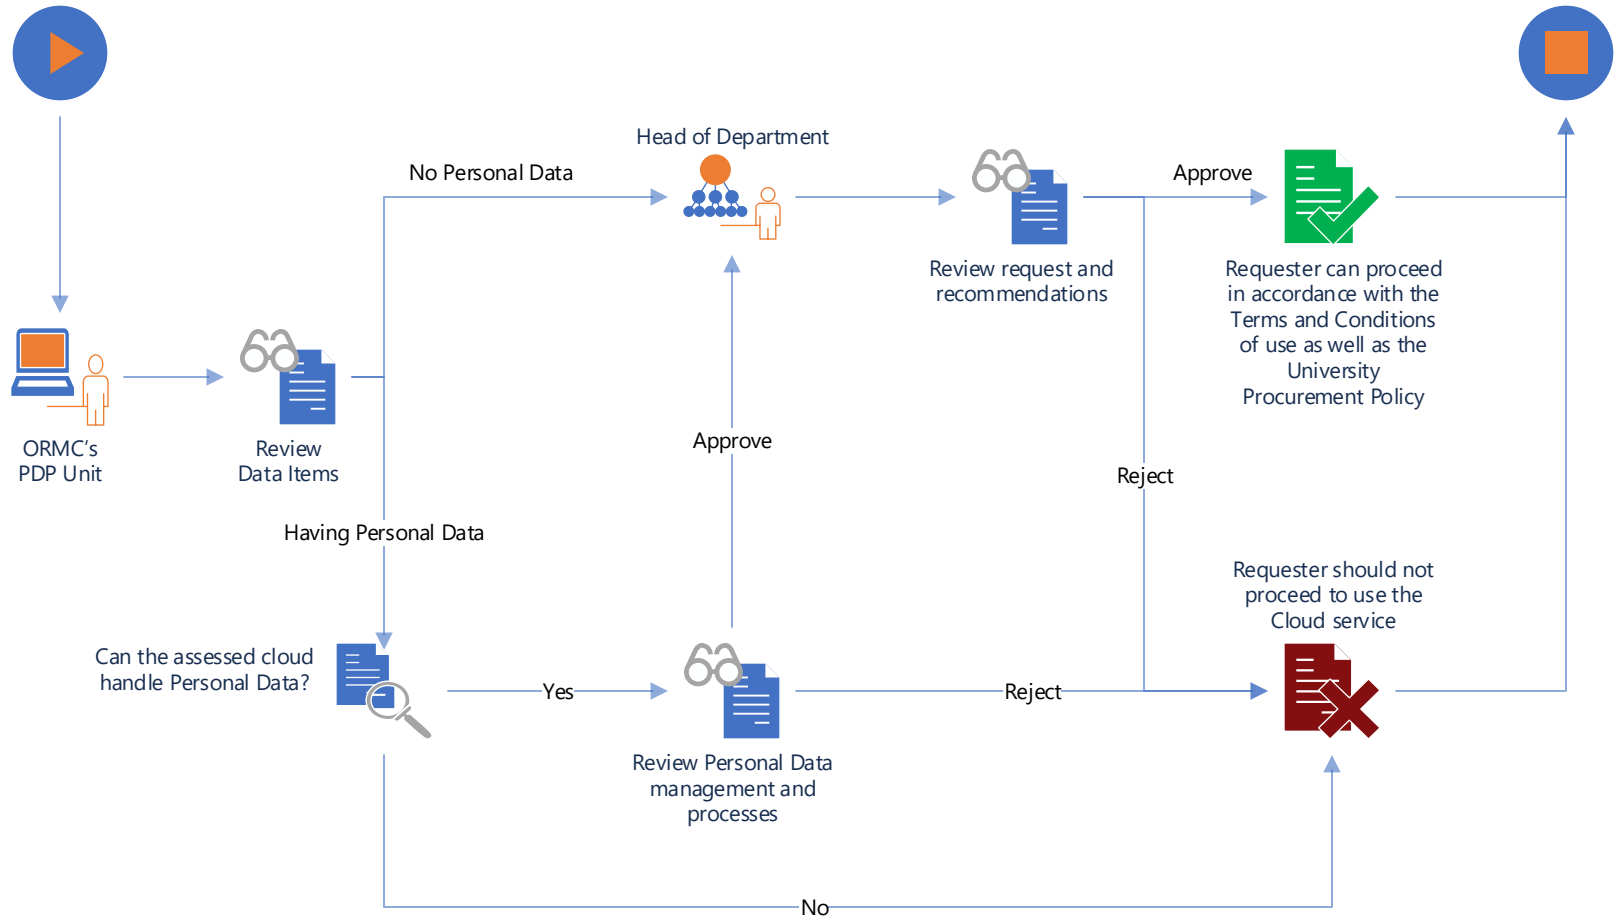 Head of Department
No Personal Data
Approve
Review request and
recommendations
Requester can proceed
in accordance with the
Terms and Conditions
of use as well as the
University
Procurement Policy
ORMC’s
PDP Unit
Review
Data Items
Approve
Reject
Having Personal Data
Requester should not
proceed to use the
Cloud service
Can the assessed cloud
handle Personal Data?
Yes
Reject
Review Personal Data
management and
processes
No